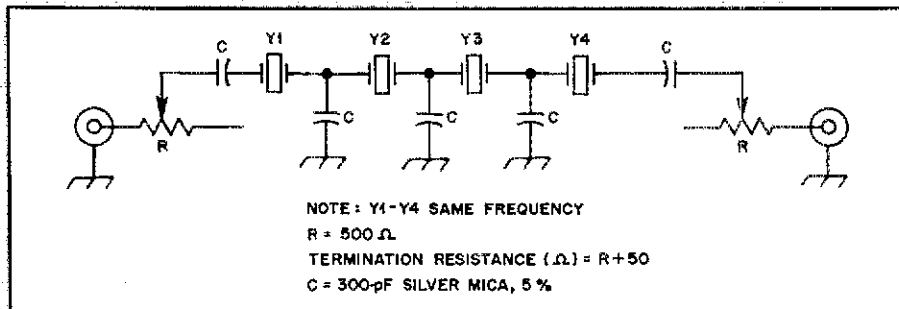 C Y1 Y2 Y3 Y4 C
C C C
R R
NOTE: Y1-Y4 SAME FREQUENCY
R = 500 Ω
TERMINATION RESISTANCE (Ω) = R+50
C = 300-pF SILVER MICA, 5%